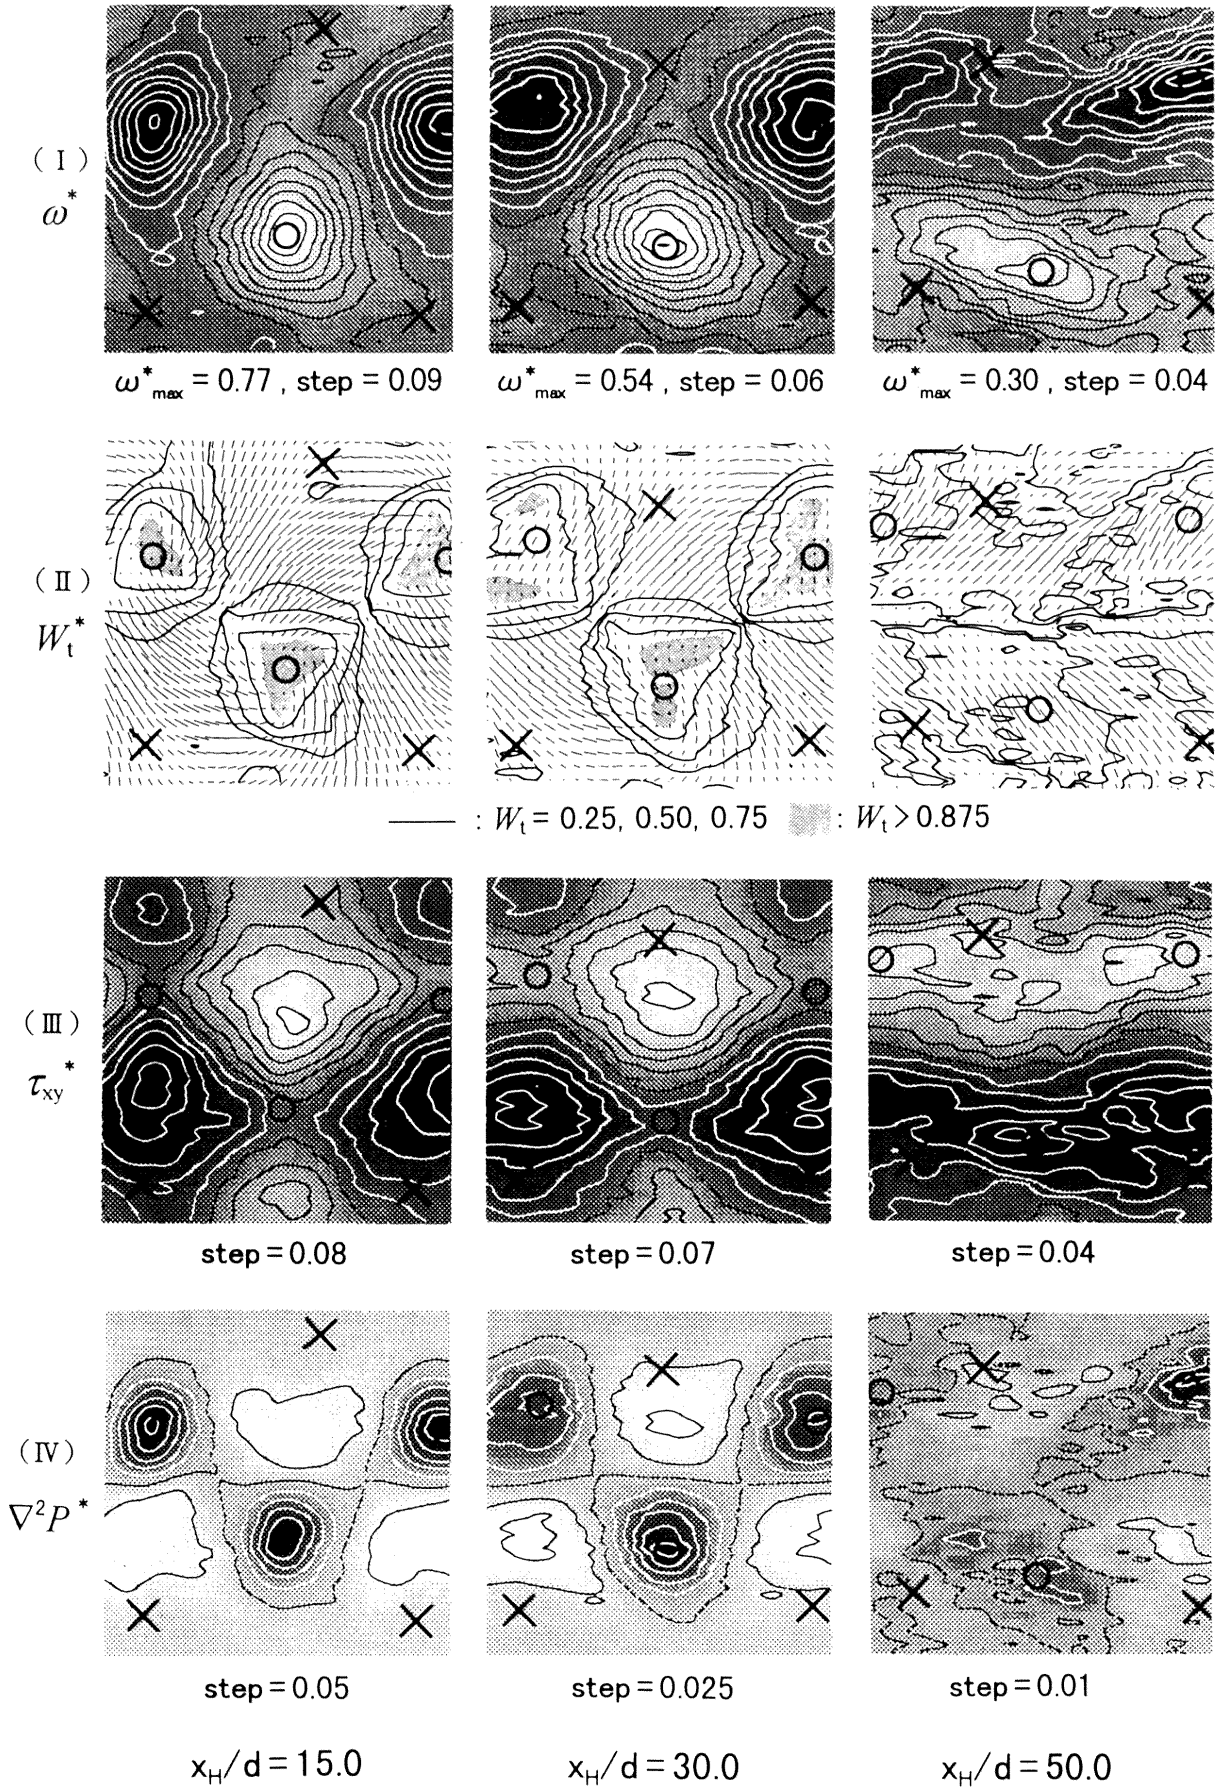 (Ⅰ)
ω*
ω*max = 0.77 , step = 0.09
ω*max = 0.54 , step = 0.06
ω*max = 0.30 , step = 0.04
(Ⅱ)
Wt*
—— : Wt = 0.25, 0.50, 0.75 : Wt > 0.875
(Ⅲ)
τxy*
step = 0.08
step = 0.07
step = 0.04
(Ⅳ)
∇²P*
step = 0.05
step = 0.025
step = 0.01
xH/d = 15.0
xH/d = 30.0
xH/d = 50.0